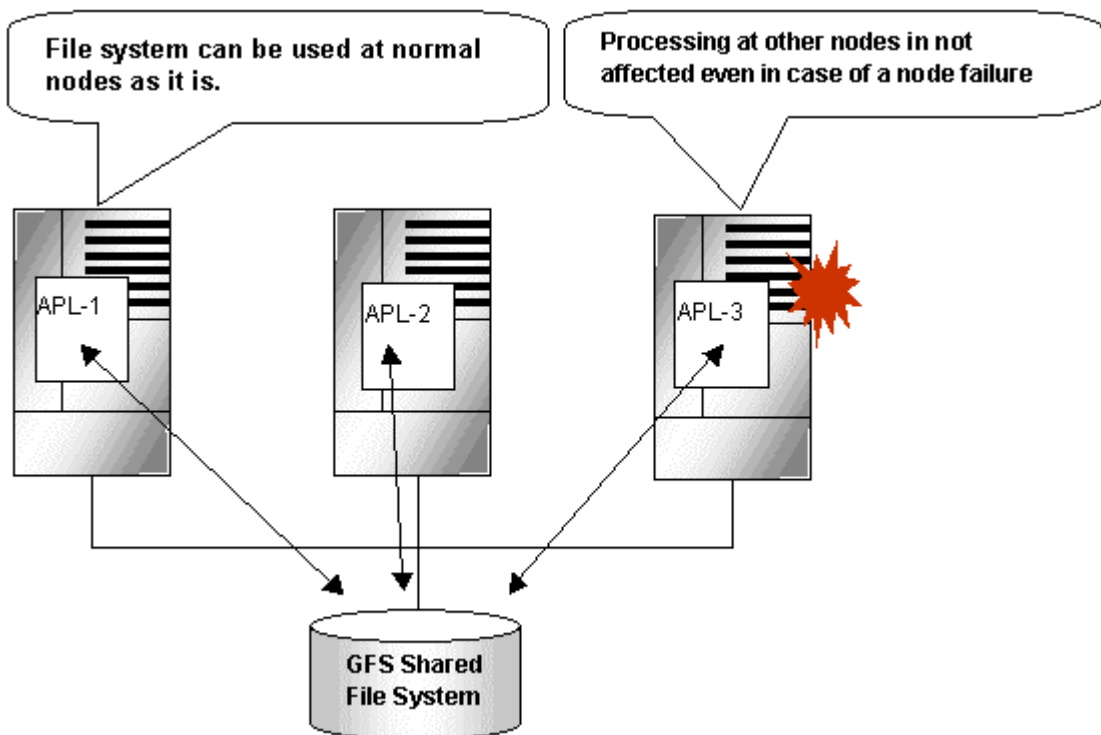 File system can be used at normal
nodes as it is.
Processing at other nodes in not
affected even in case of a node failure
APL-1
APL-2
APL-3
GFS Shared
File System